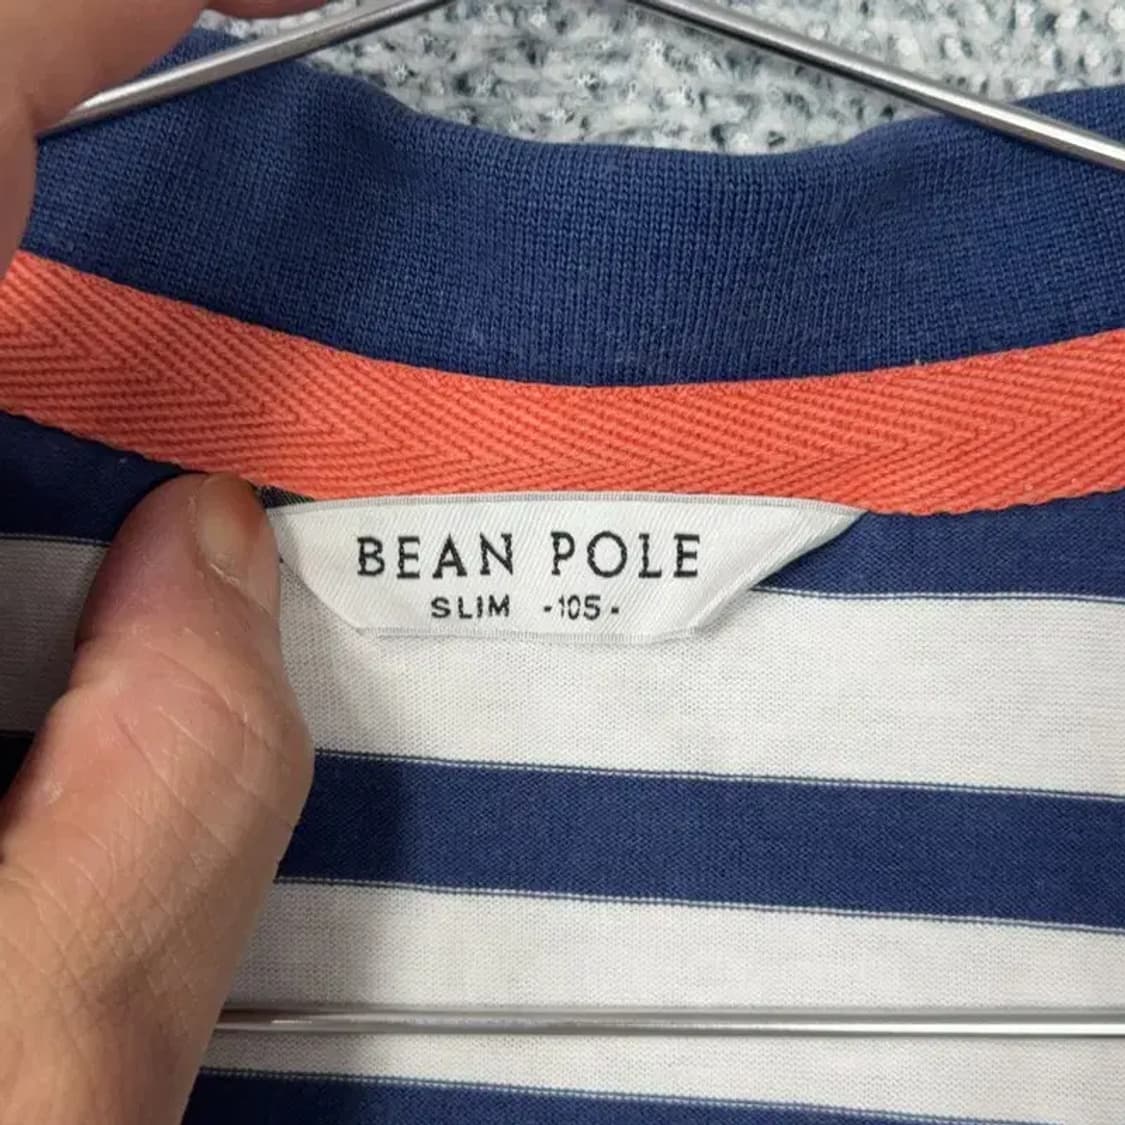 BEAN POLE
SLIM -105-